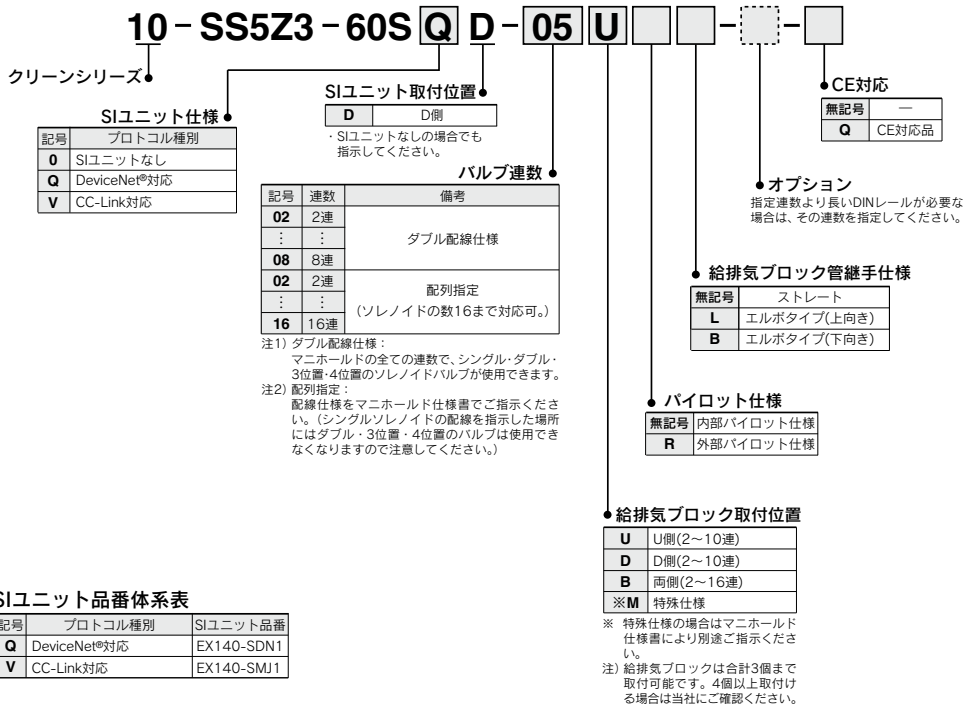 10-SS5Z3-60S Q D-05 U
クリーンシリーズ
SIユニット仕様
記号 プロトコル種別
0 SIユニットなし
Q DeviceNet®対応
V CC-Link対応
SIユニット取付位置
D D側
・SIユニットなしの場合でも
指示してください。
バルブ連数
記号 連数 備考
02 2連
⋮ ⋮ ダブル配線仕様
08 8連
02 2連
⋮ ⋮ 配列指定
(ソレノイドの数16まで対応可。)
16 16連
注1) ダブル配線仕様:
マニホールドの全ての連数で、シングル・ダブル・
3位置・4位置のソレノイドバルブが使用できます。
注2) 配列指定:
配線仕様をマニホールド仕様書でご指示くださ
い。(シングルソレノイドの配線を指示した場所
にはダブル・3位置・4位置のバルブは使用でき
なくなりますので注意してください。)
CE対応
無記号 —
Q CE対応品
オプション
指定連数より長いDINレールが必要な
場合は、その連数を指定してください。
給排気ブロック管継手仕様
無記号 ストレート
L エルボタイプ(上向き)
B エルボタイプ(下向き)
パイロット仕様
無記号 内部パイロット仕様
R 外部パイロット仕様
給排気ブロック取付位置
U U側(2〜10連)
D D側(2〜10連)
B 両側(2〜16連)
※M 特殊仕様
※ 特殊仕様の場合はマニホールド
仕様書により別途ご指示くださ
い。
注) 給排気ブロックは合計3個まで
取付可能です。4個以上取付け
る場合は当社にご確認ください。
SIユニット品番体系表
記号 プロトコル種別 SIユニット品番
Q DeviceNet®対応 EX140-SDN1
V CC-Link対応 EX140-SMJ1